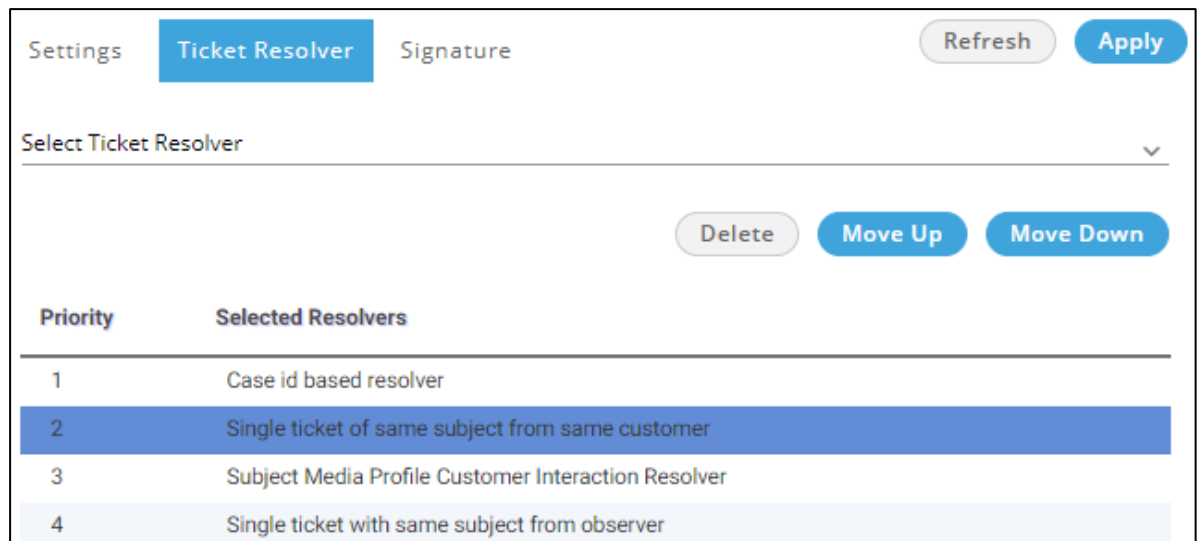 Settings Ticket Resolver Signature Refresh Apply
Select Ticket Resolver
Delete Move Up Move Down
Priority Selected Resolvers
1 Case id based resolver
2 Single ticket of same subject from same customer
3 Subject Media Profile Customer Interaction Resolver
4 Single ticket with same subject from observer